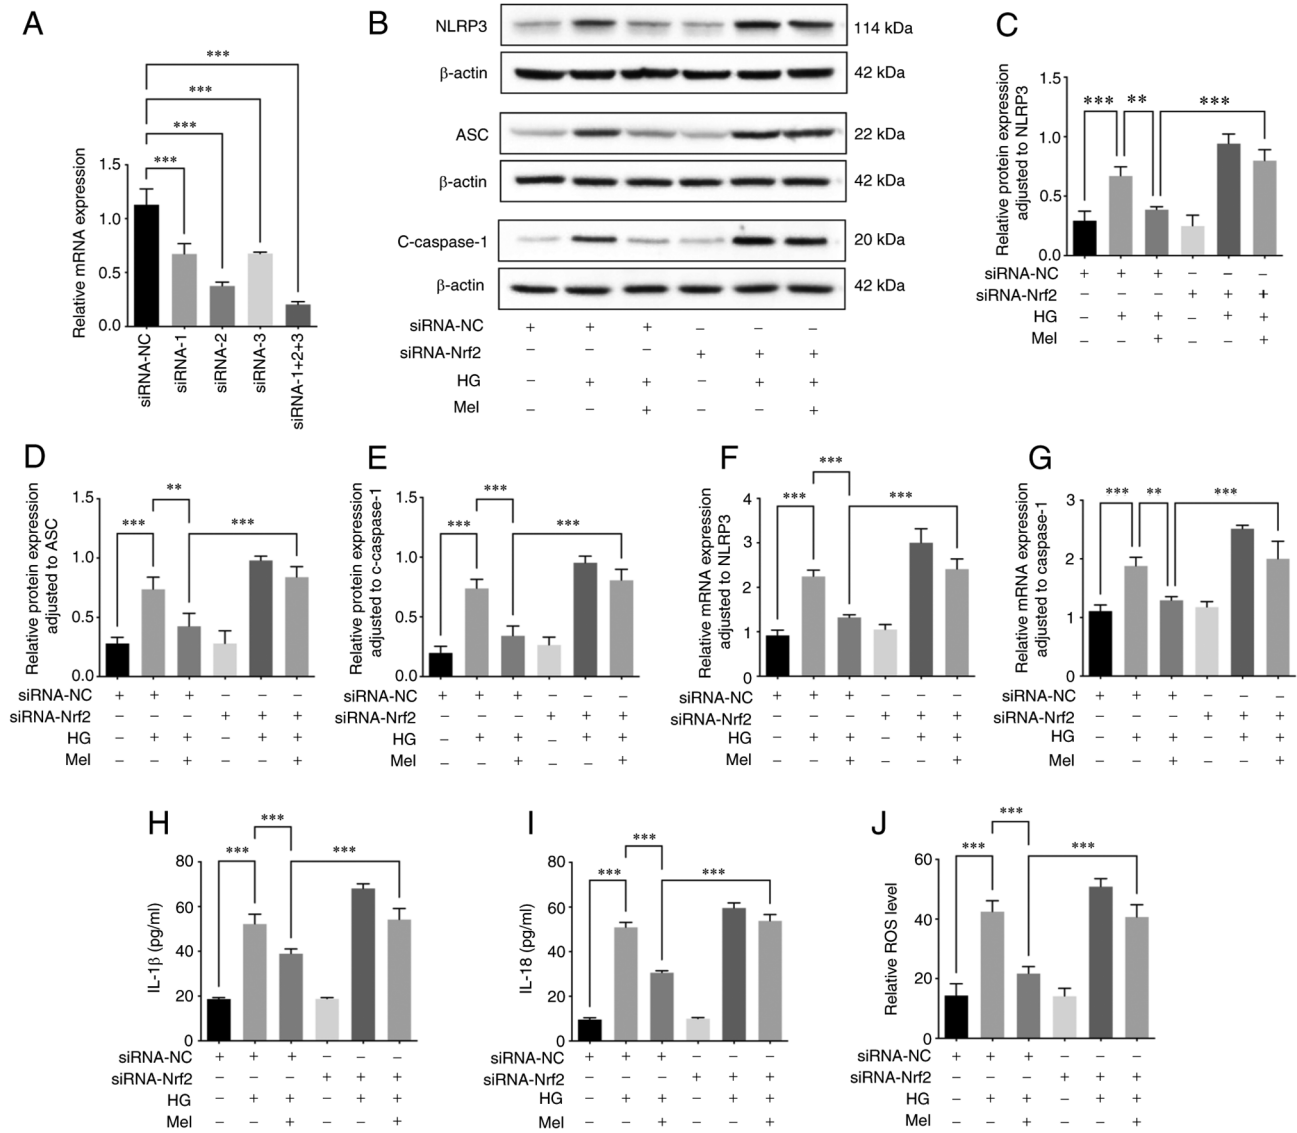 A
Relative mRNA expression
1.5
1.0
0.5
0.0
***
***
***
***
siRNA-NC
siRNA-1
siRNA-2
siRNA-3
siRNA-1+2+3
B
NLRP3
114 kDa
β-actin
42 kDa
ASC
22 kDa
β-actin
42 kDa
C-caspase-1
20 kDa
β-actin
42 kDa
siRNA-NC + + + – – –
siRNA-Nrf2 – – – + + +
HG – + + – + +
Mel – – + – – +
C
Relative protein expression
adjusted to NLRP3
1.5
1.0
0.5
0.0
*** ** ***
siRNA-NC + + + – – –
siRNA-Nrf2 – – – + + +
HG – + + – + +
Mel – – + – – +
D
Relative protein expression
adjusted to ASC
1.5
1.0
0.5
0.0
**
*** ***
siRNA-NC + + + – – –
siRNA-Nrf2 – – – + + +
HG – + + – + +
Mel – – + – – +
E
Relative protein expression
adjusted to c-caspase-1
1.5
1.0
0.5
0.0
***
*** ***
siRNA-NC + + + – – –
siRNA-Nrf2 – – – + + +
HG – + + – + +
Mel – – + – – +
F
Relative mRNA expression
adjusted to NLRP3
4
3
2
1
0
***
*** ***
siRNA-NC + + + – – –
siRNA-Nrf2 – – – + + +
HG – + + – + +
Mel – – + – – +
G
Relative mRNA expression
adjusted to caspase-1
3
2
1
0
*** ** ***
siRNA-NC + + + – – –
siRNA-Nrf2 – – – + + +
HG – + + – + +
Mel – – + – – +
H
IL-1β (pg/ml)
80
60
40
20
0
***
*** ***
siRNA-NC + + + – – –
siRNA-Nrf2 – – – + + +
HG – + + – + +
Mel – – + – – +
I
IL-18 (pg/ml)
80
60
40
20
0
***
*** ***
siRNA-NC + + + – – –
siRNA-Nrf2 – – – + + +
HG – + + – + +
Mel – – + – – +
J
Relative ROS level
60
40
20
0
***
*** ***
siRNA-NC + + + – – –
siRNA-Nrf2 – – – + + +
HG – + + – + +
Mel – – + – – +